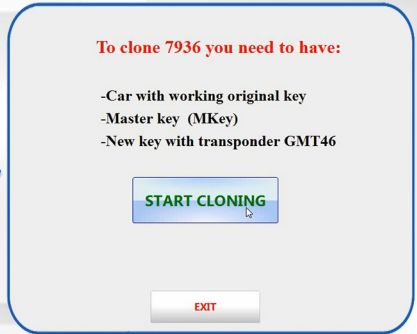 To clone 7936 you need to have:
-Car with working original key
-Master key (MKey)
-New key with transponder GMT46
START CLONING
EXIT